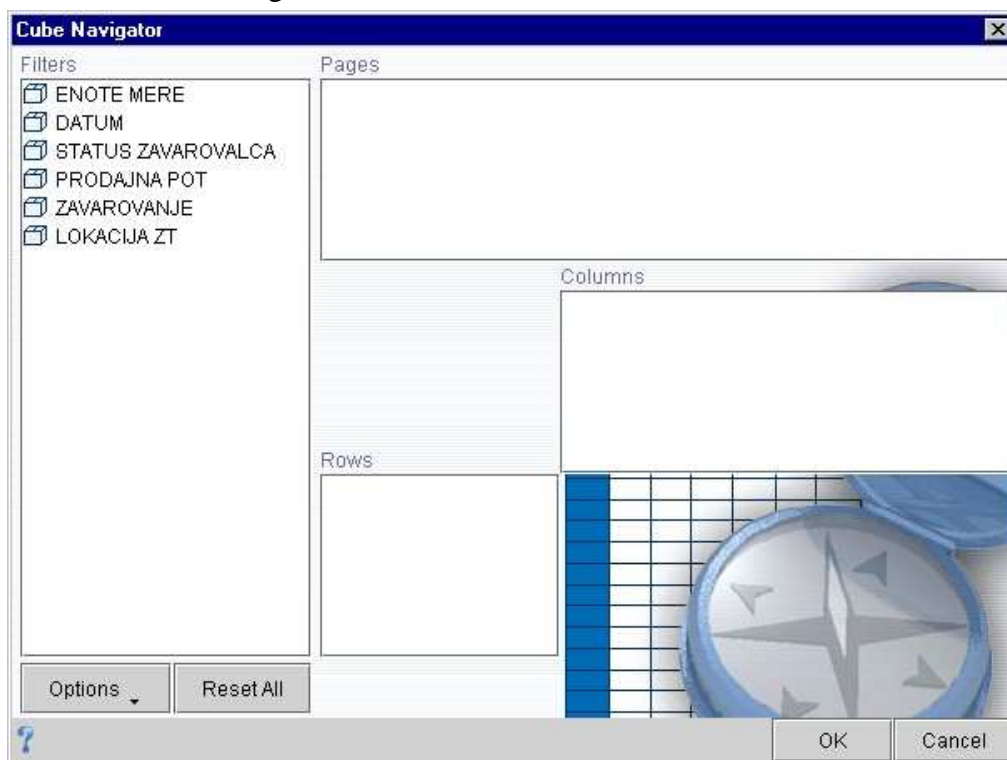 Cube Navigator
Filters
Pages
ENOTE MERE
DATUM
STATUS ZAVAROVALCA
PRODAJNA POT
ZAVAROVANJE
LOKACIJA ZT
Columns
Rows
Options
Reset All
OK
Cancel